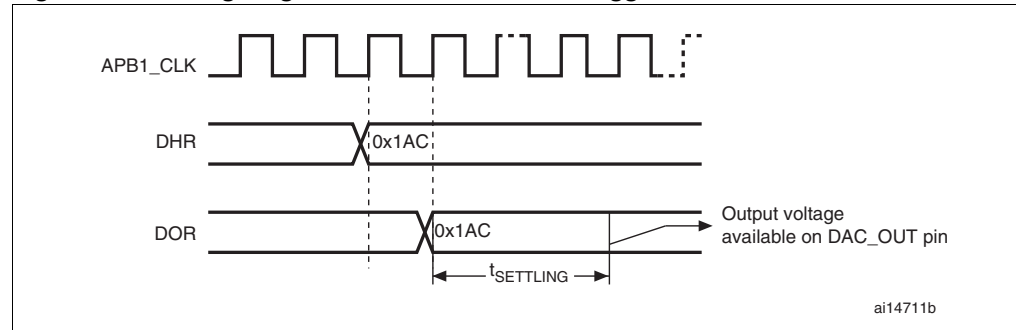 APB1_CLK
DHR
0x1AC
DOR
0x1AC
Output voltage
available on DAC_OUT pin
tSETTLING
ai14711b